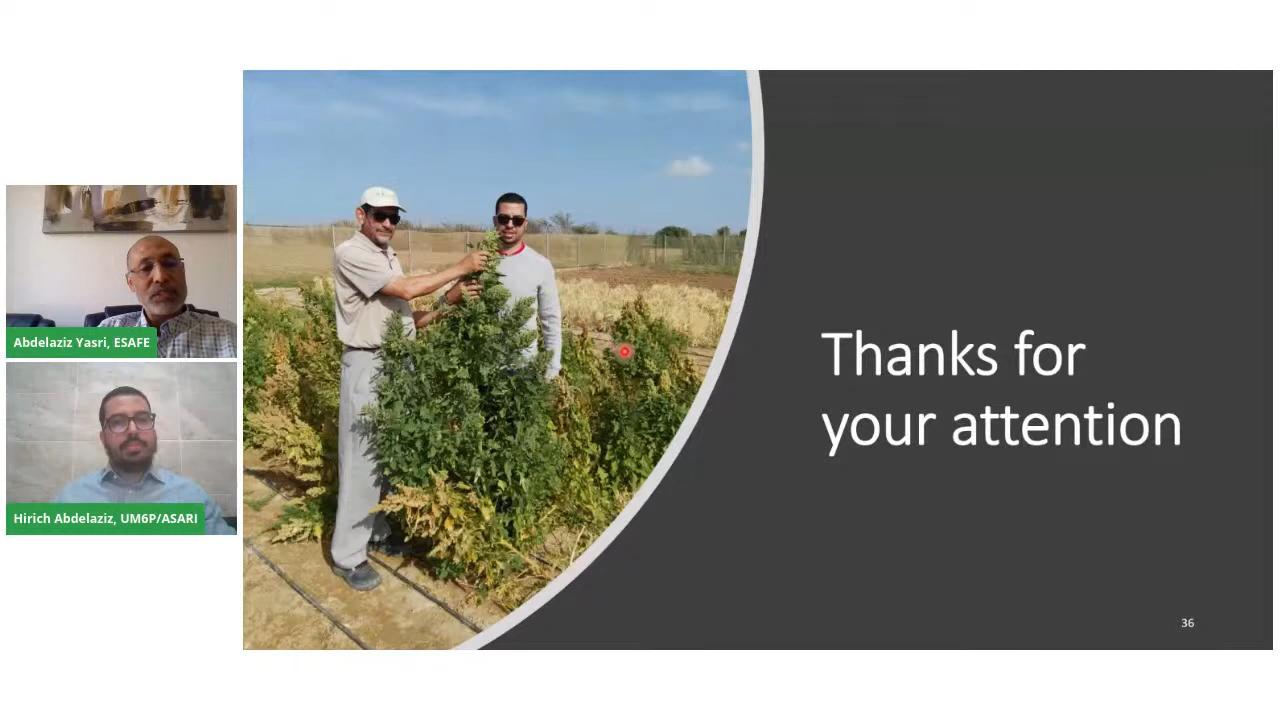 Abdelaziz Yasri, ESAFE
Hirich Abdelaziz, UM6P/ASARI
Thanks for
your attention
36